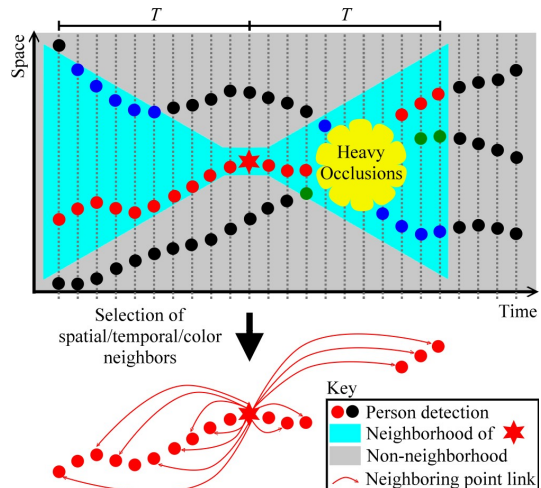 T
T
Space
Heavy
Occlusions
Time
Selection of
spatial/temporal/color
neighbors
Key
Person detection
Neighborhood of
Non-neighborhood
Neighboring point link